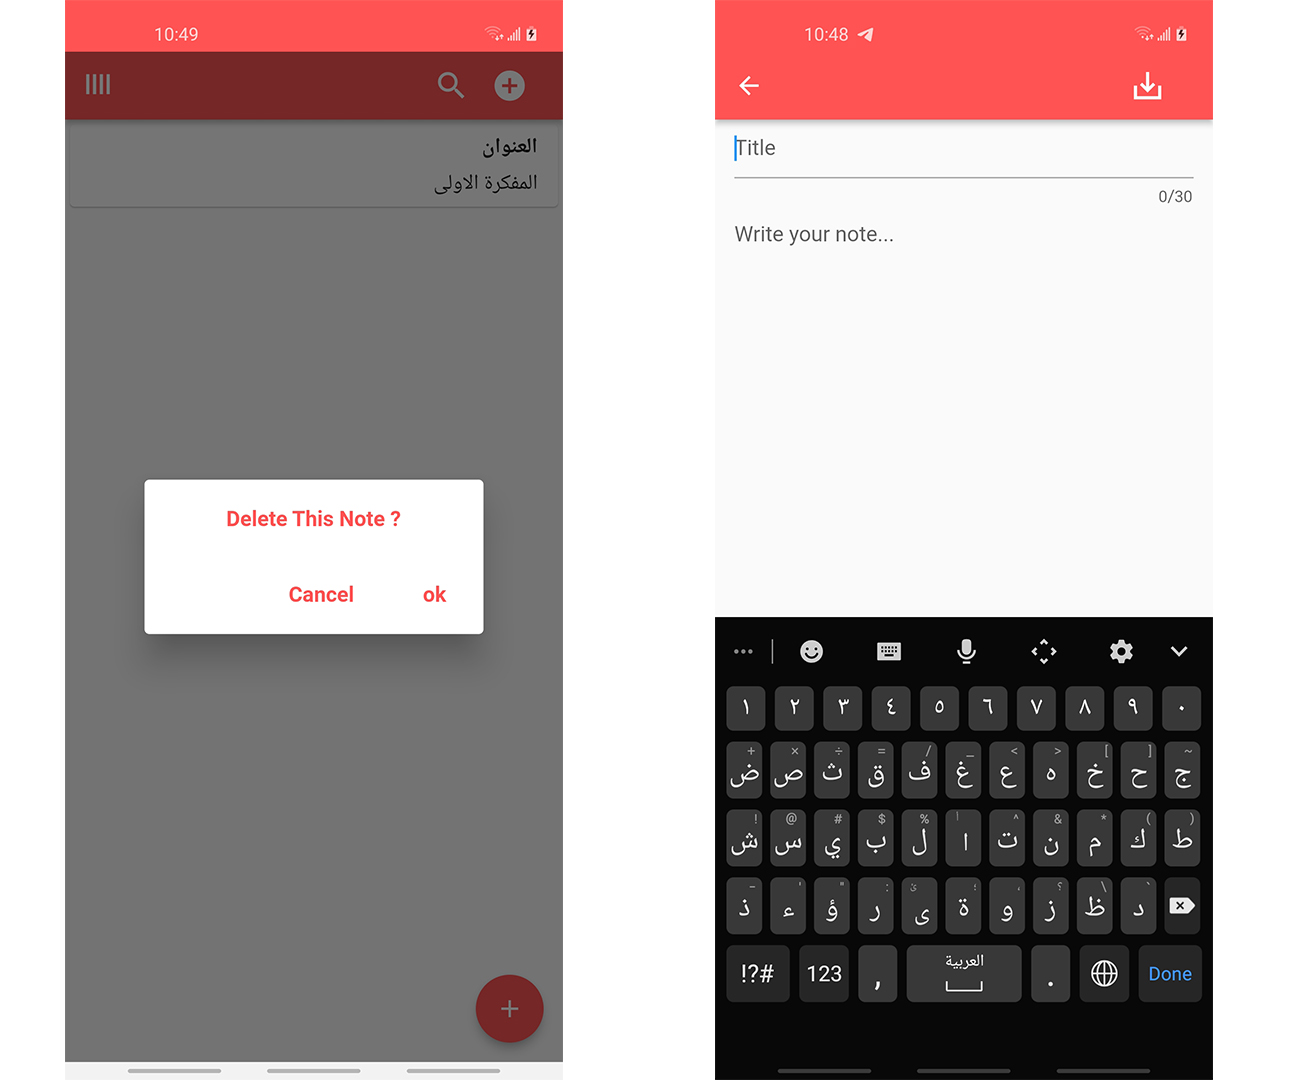 10:49
العنوان
المفكرة الاولى
Delete This Note ?
Cancel ok
10:48
Title
0/30
Write your note...
١ ٢ ٣ ٤ ٥ ٦ ٧ ٨ ٩ ٠
+ × ÷ = / _ < > [ ] ~
ض ص ث ق ف غ ع ه خ ح ج
! @ # $ % أ ^ & * ( )
ش س ي ب ل ا ت ن م ك ط
- ' " : ئ ؛ ، ؟ \ `
ذ ء ؤ ر ى ة و ز ظ د
!?# 123 , العربية . Done